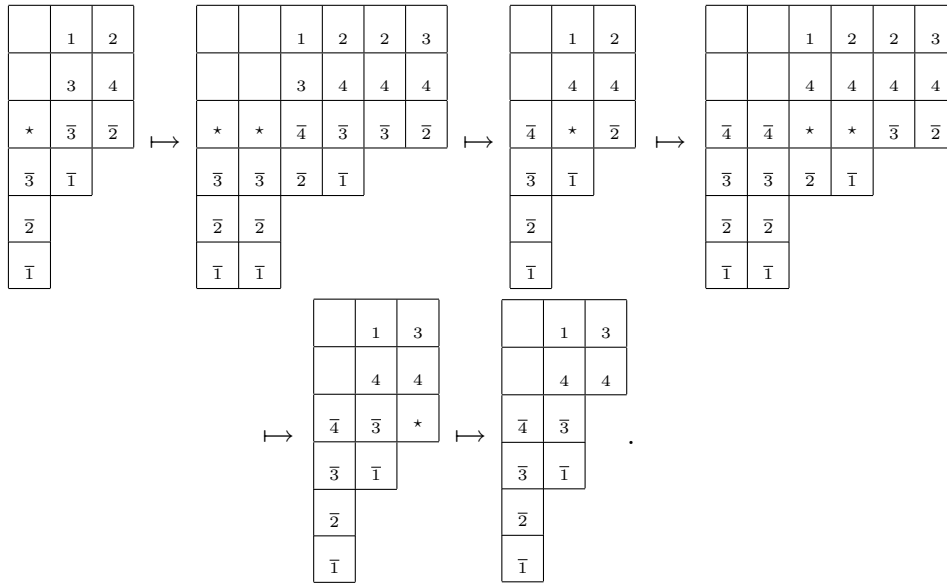 1 2 1 2 2 3 1 2 1 2 2 3
3 4 3 4 4 4 4 4 4 4 4 4
⋆ 3̅ 2̅ ↦ ⋆ ⋆ 4̅ 3̅ 3̅ 2̅ ↦ 4̅ ⋆ 2̅ ↦ 4̅ 4̅ ⋆ ⋆ 3̅ 2̅
3̅ 1̅ 3̅ 3̅ 2̅ 1̅ 3̅ 1̅ 3̅ 3̅ 2̅ 1̅
2̅ 2̅ 2̅ 2̅ 2̅ 2̅
1̅ 1̅ 1̅ 1̅ 1̅ 1̅
1 3 1 3
4 4 4 4
↦ 4̅ 3̅ ⋆ ↦ 4̅ 3̅ .
3̅ 1̅ 3̅ 1̅
2̅ 2̅
1̅ 1̅